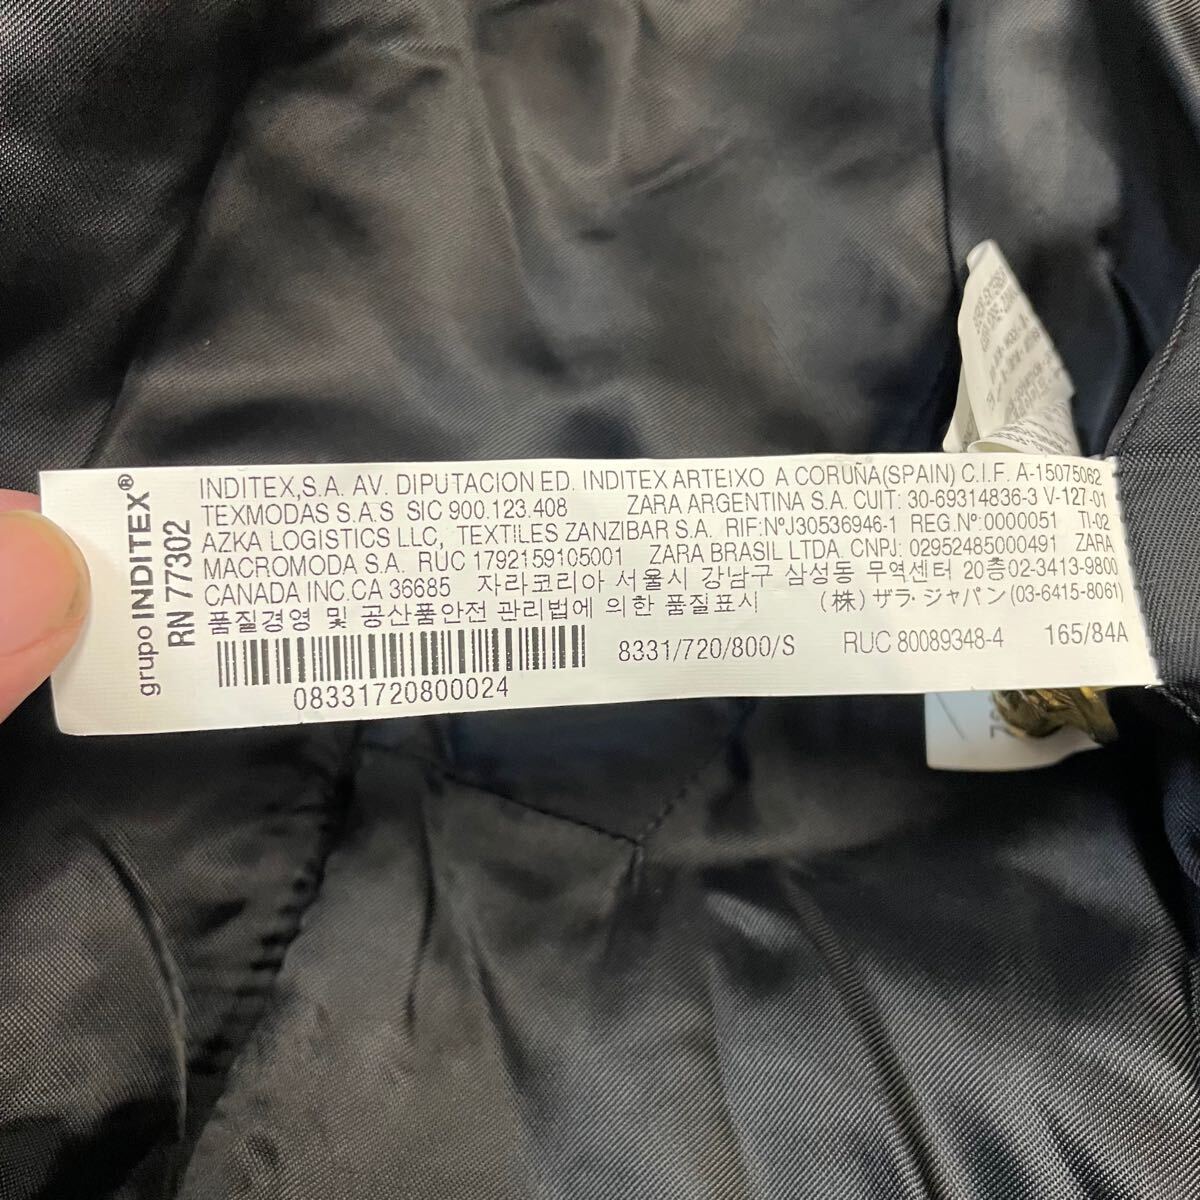 grupo INDITEX®
RN 77302
INDITEX,S.A. AV. DIPUTACION ED. INDITEX ARTEIXO A CORUÑA(SPAIN) C.I.F. A-15075062
TEXMODAS S.A.S SIC 900.123.408 ZARA ARGENTINA S.A. CUIT: 30-69314836-3 V-127-01
AZKA LOGISTICS LLC, TEXTILES ZANZIBAR S.A. RIF:NºJ30536946-1 REG.Nº:0000051 TI-02
MACROMODA S.A. RUC 1792159105001 ZARA BRASIL LTDA. CNPJ: 02952485000491 ZARA
CANADA INC.CA 36685 자라코리아 서울시 강남구 삼성동 무역센터 20층02-3413-9800
품질경영 및 공산품안전 관리법에 의한 품질표시 (株) ザラ・ジャパン (03-6415-8061)
8331/720/800/S RUC 80089348-4 165/84A
08331720800024